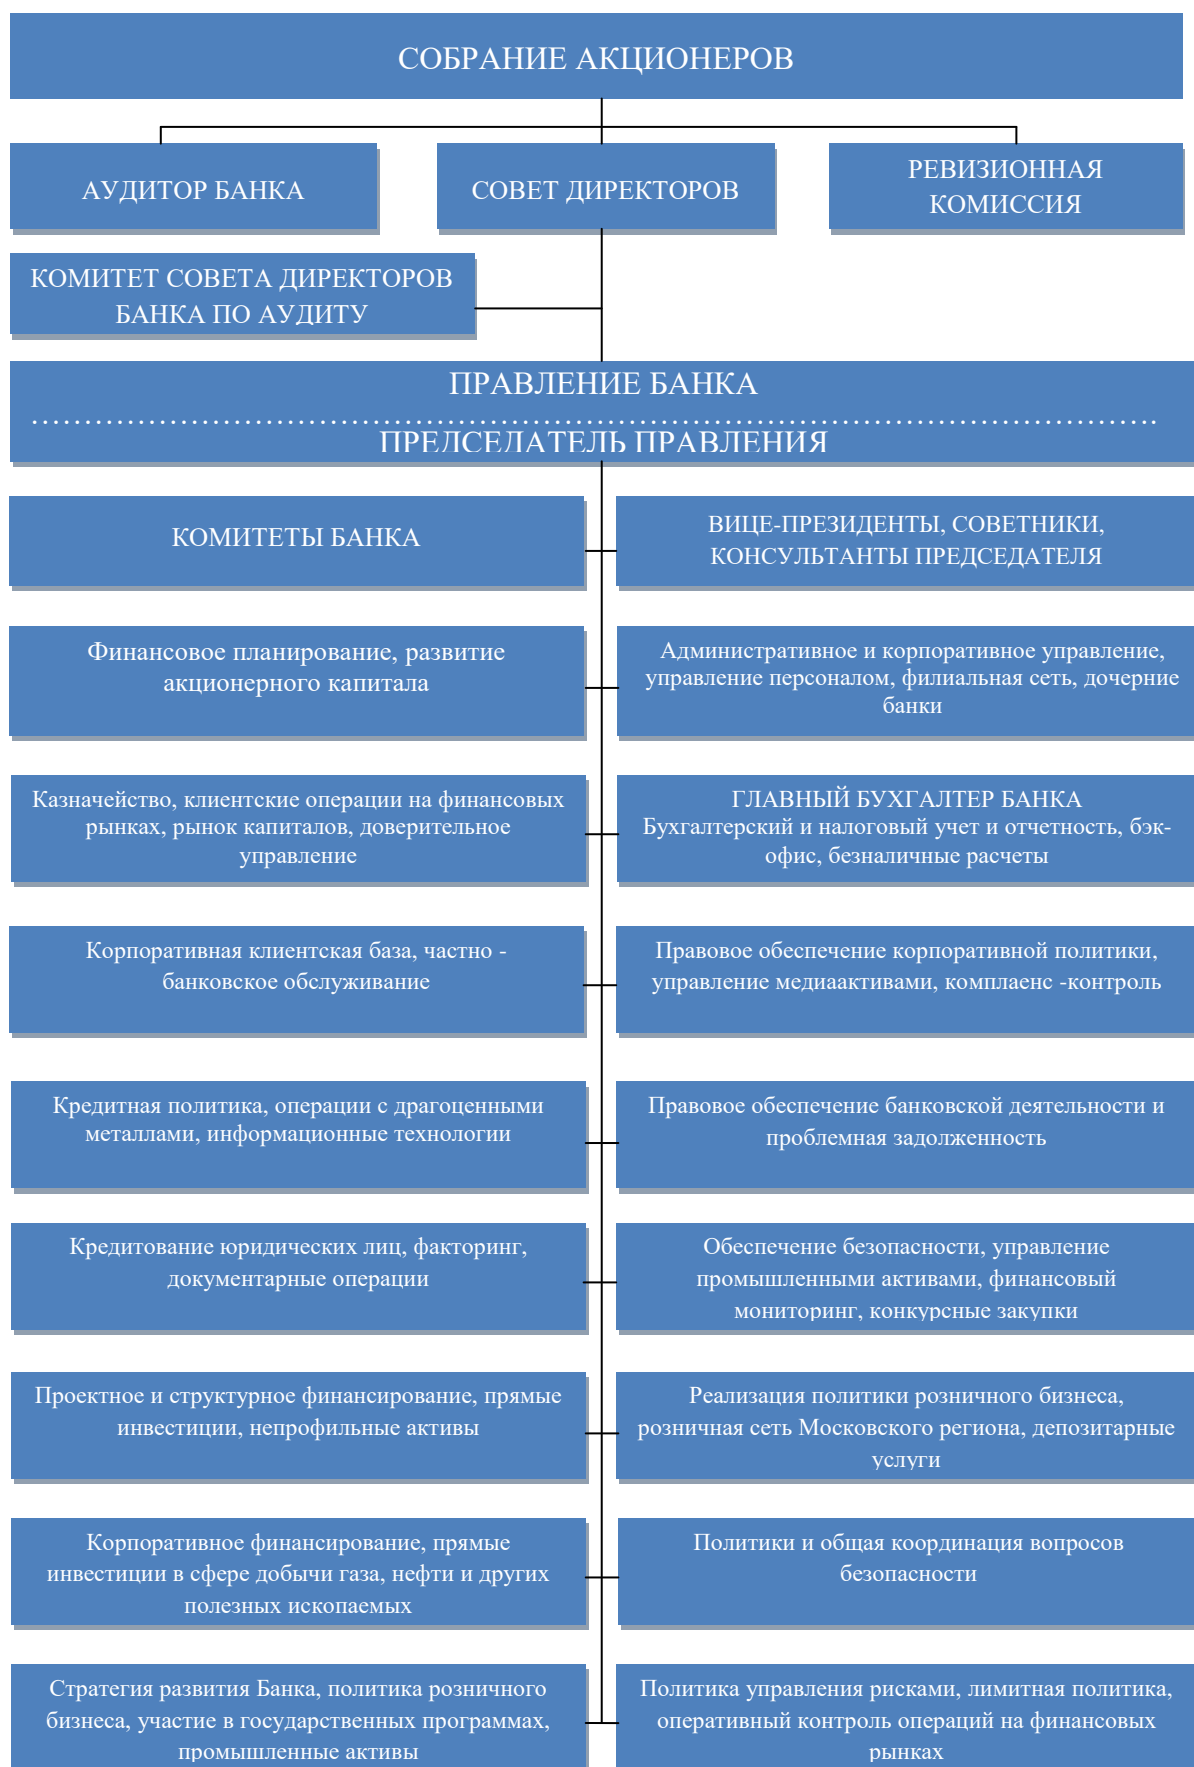 СОБРАНИЕ АКЦИОНЕРОВ
АУДИТОР БАНКА
СОВЕТ ДИРЕКТОРОВ
РЕВИЗИОННАЯ
КОМИССИЯ
КОМИТЕТ СОВЕТА ДИРЕКТОРОВ
БАНКА ПО АУДИТУ
ПРАВЛЕНИЕ БАНКА
ПРЕДСЕДАТЕЛЬ ПРАВЛЕНИЯ
КОМИТЕТЫ БАНКА
ВИЦЕ-ПРЕЗИДЕНТЫ, СОВЕТНИКИ,
КОНСУЛЬТАНТЫ ПРЕДСЕДАТЕЛЯ
Финансовое планирование, развитие
акционерного капитала
Административное и корпоративное управление,
управление персоналом, филиальная сеть, дочерние
банки
Казначейство, клиентские операции на финансовых
рынках, рынок капиталов, доверительное
управление
ГЛАВНЫЙ БУХГАЛТЕР БАНКА
Бухгалтерский и налоговый учет и отчетность, бэк-
офис, безналичные расчеты
Корпоративная клиентская база, частно -
банковское обслуживание
Правовое обеспечение корпоративной политики,
управление медиаактивами, комплаенс -контроль
Кредитная политика, операции с драгоценными
металлами, информационные технологии
Правовое обеспечение банковской деятельности и
проблемная задолженность
Кредитование юридических лиц, факторинг,
документарные операции
Обеспечение безопасности, управление
промышленными активами, финансовый
мониторинг, конкурсные закупки
Проектное и структурное финансирование, прямые
инвестиции, непрофильные активы
Реализация политики розничного бизнеса,
розничная сеть Московского региона, депозитарные
услуги
Корпоративное финансирование, прямые
инвестиции в сфере добычи газа, нефти и других
полезных ископаемых
Политики и общая координация вопросов
безопасности
Стратегия развития Банка, политика розничного
бизнеса, участие в государственных программах,
промышленные активы
Политика управления рисками, лимитная политика,
оперативный контроль операций на финансовых
рынках